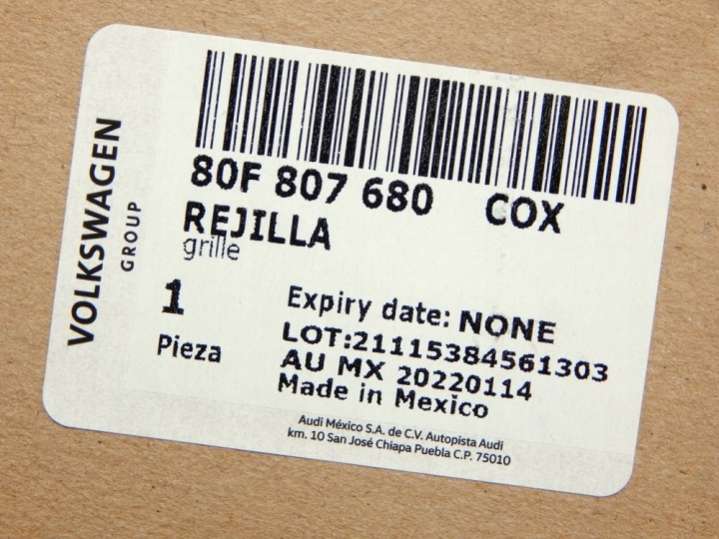 VOLKSWAGEN
GROUP
80F 807 680 COX
REJILLA
grille
1
Pieza
Expiry date: NONE
LOT:21115384561303
AU MX 20220114
Made in Mexico
Audi México S.A. de C.V. Autopista Audi
km. 10 San José Chiapa Puebla C.P. 75010